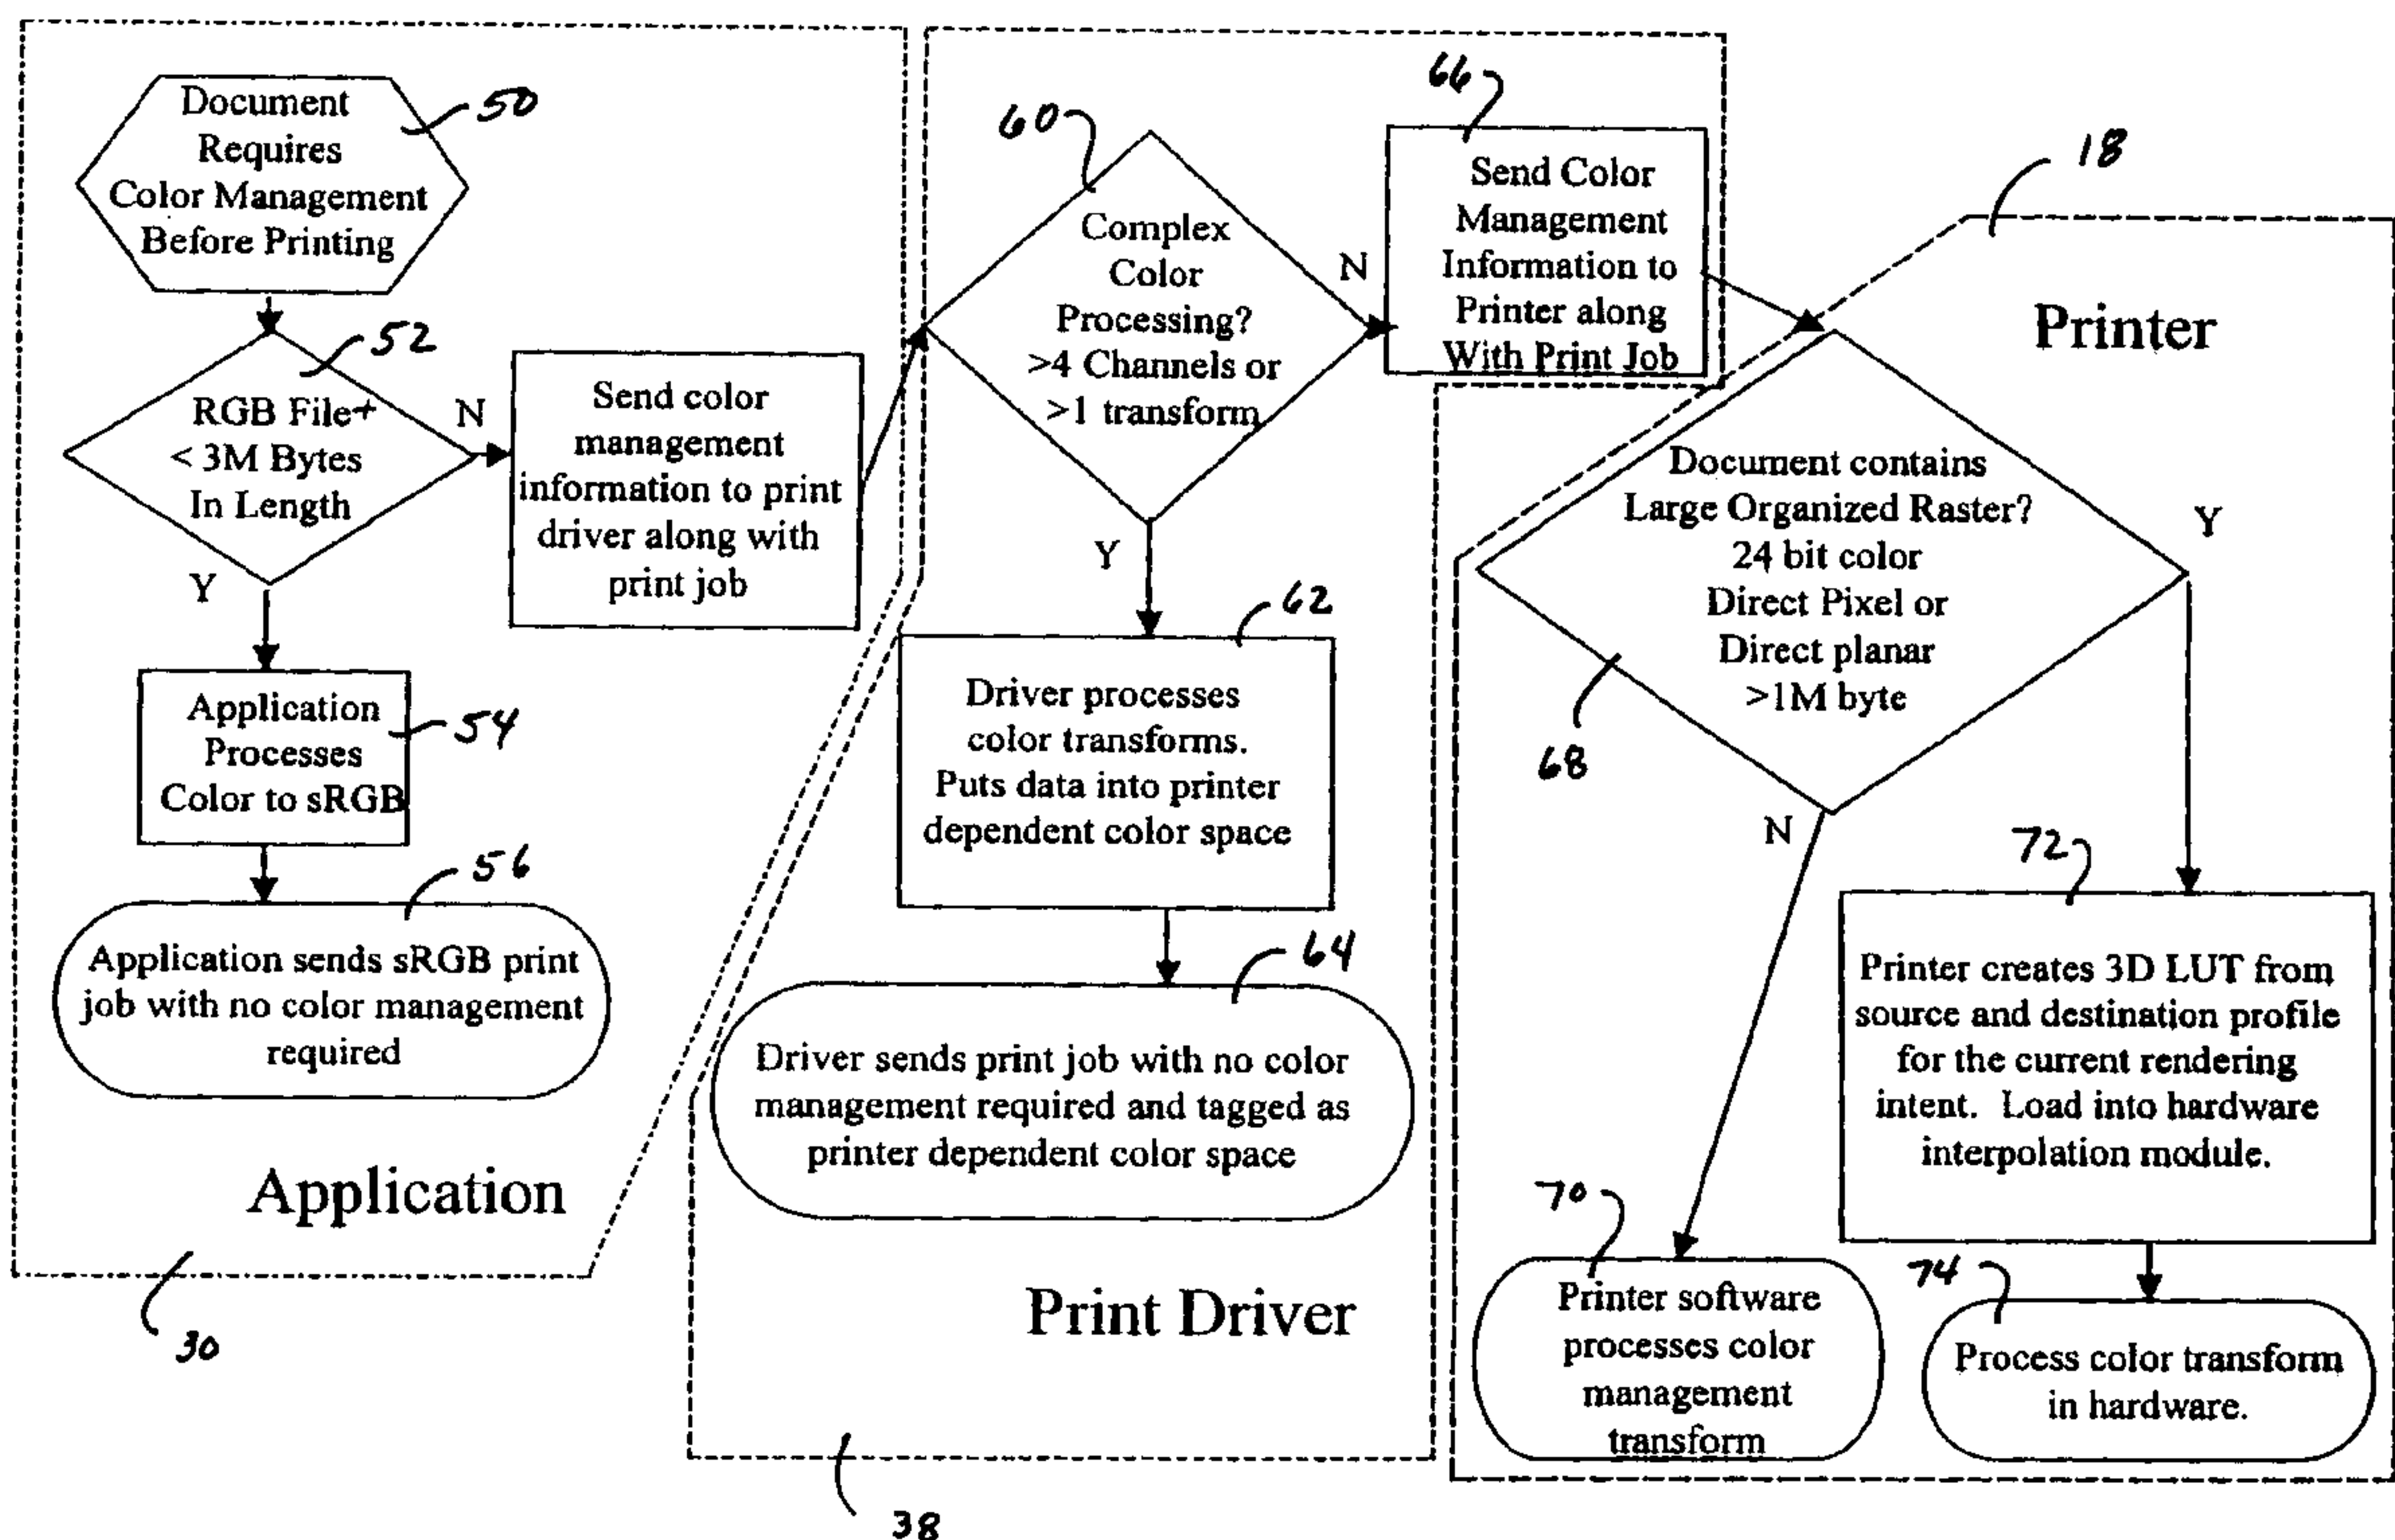 Document
Requires
Color Management
Before Printing
50
52
RGB File+
< 3M Bytes
In Length
N
Y
Send color
management
information to print
driver along with
print job
Application
Processes
Color to sRGB
54
56
Application sends sRGB print
job with no color management
required
Application
30
60
Complex
Color
Processing?
>4 Channels or
>1 transform
N
Y
66
Send Color
Management
Information to
Printer along
With Print Job
62
Driver processes
color transforms.
Puts data into printer
dependent color space
64
Driver sends print job with no color
management required and tagged as
printer dependent color space
Print Driver
38
18
Printer
Document contains
Large Organized Raster?
24 bit color
Direct Pixel or
Direct planar
>1M byte
68
Y
N
72
Printer creates 3D LUT from
source and destination profile
for the current rendering
intent. Load into hardware
interpolation module.
70
Printer software
processes color
management
transform
74
Process color transform
in hardware.